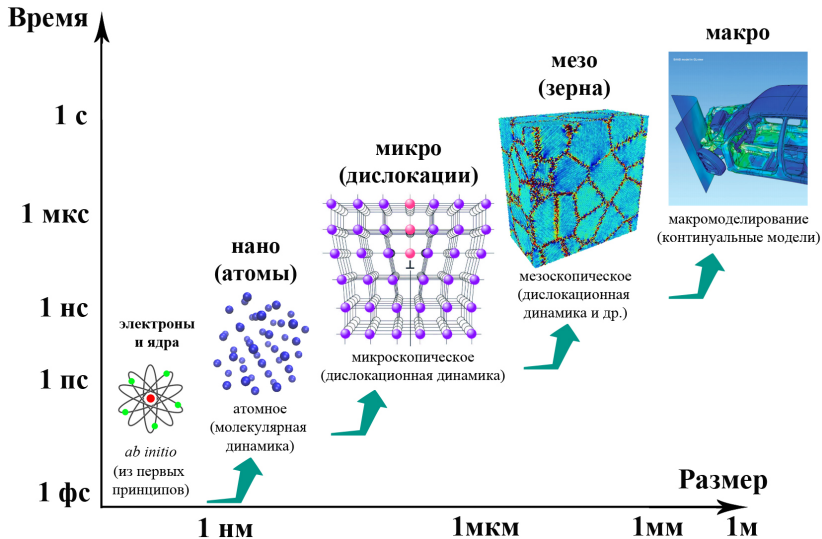 Время
1 с
1 мкс
1 нс
1 пс
1 фс
электроны
и ядра
ab initio
(из первых
принципов)
нано
(атомы)
атомное
(молекулярная
динамика)
микро
(дислокации)
микроскопическое
(дислокационная динамика)
мезо
(зерна)
мезоскопическое
(дислокационная
динамика и др.)
макро
макромоделирование
(континуальные модели)
Размер
1 нм
1мкм
1мм
1м